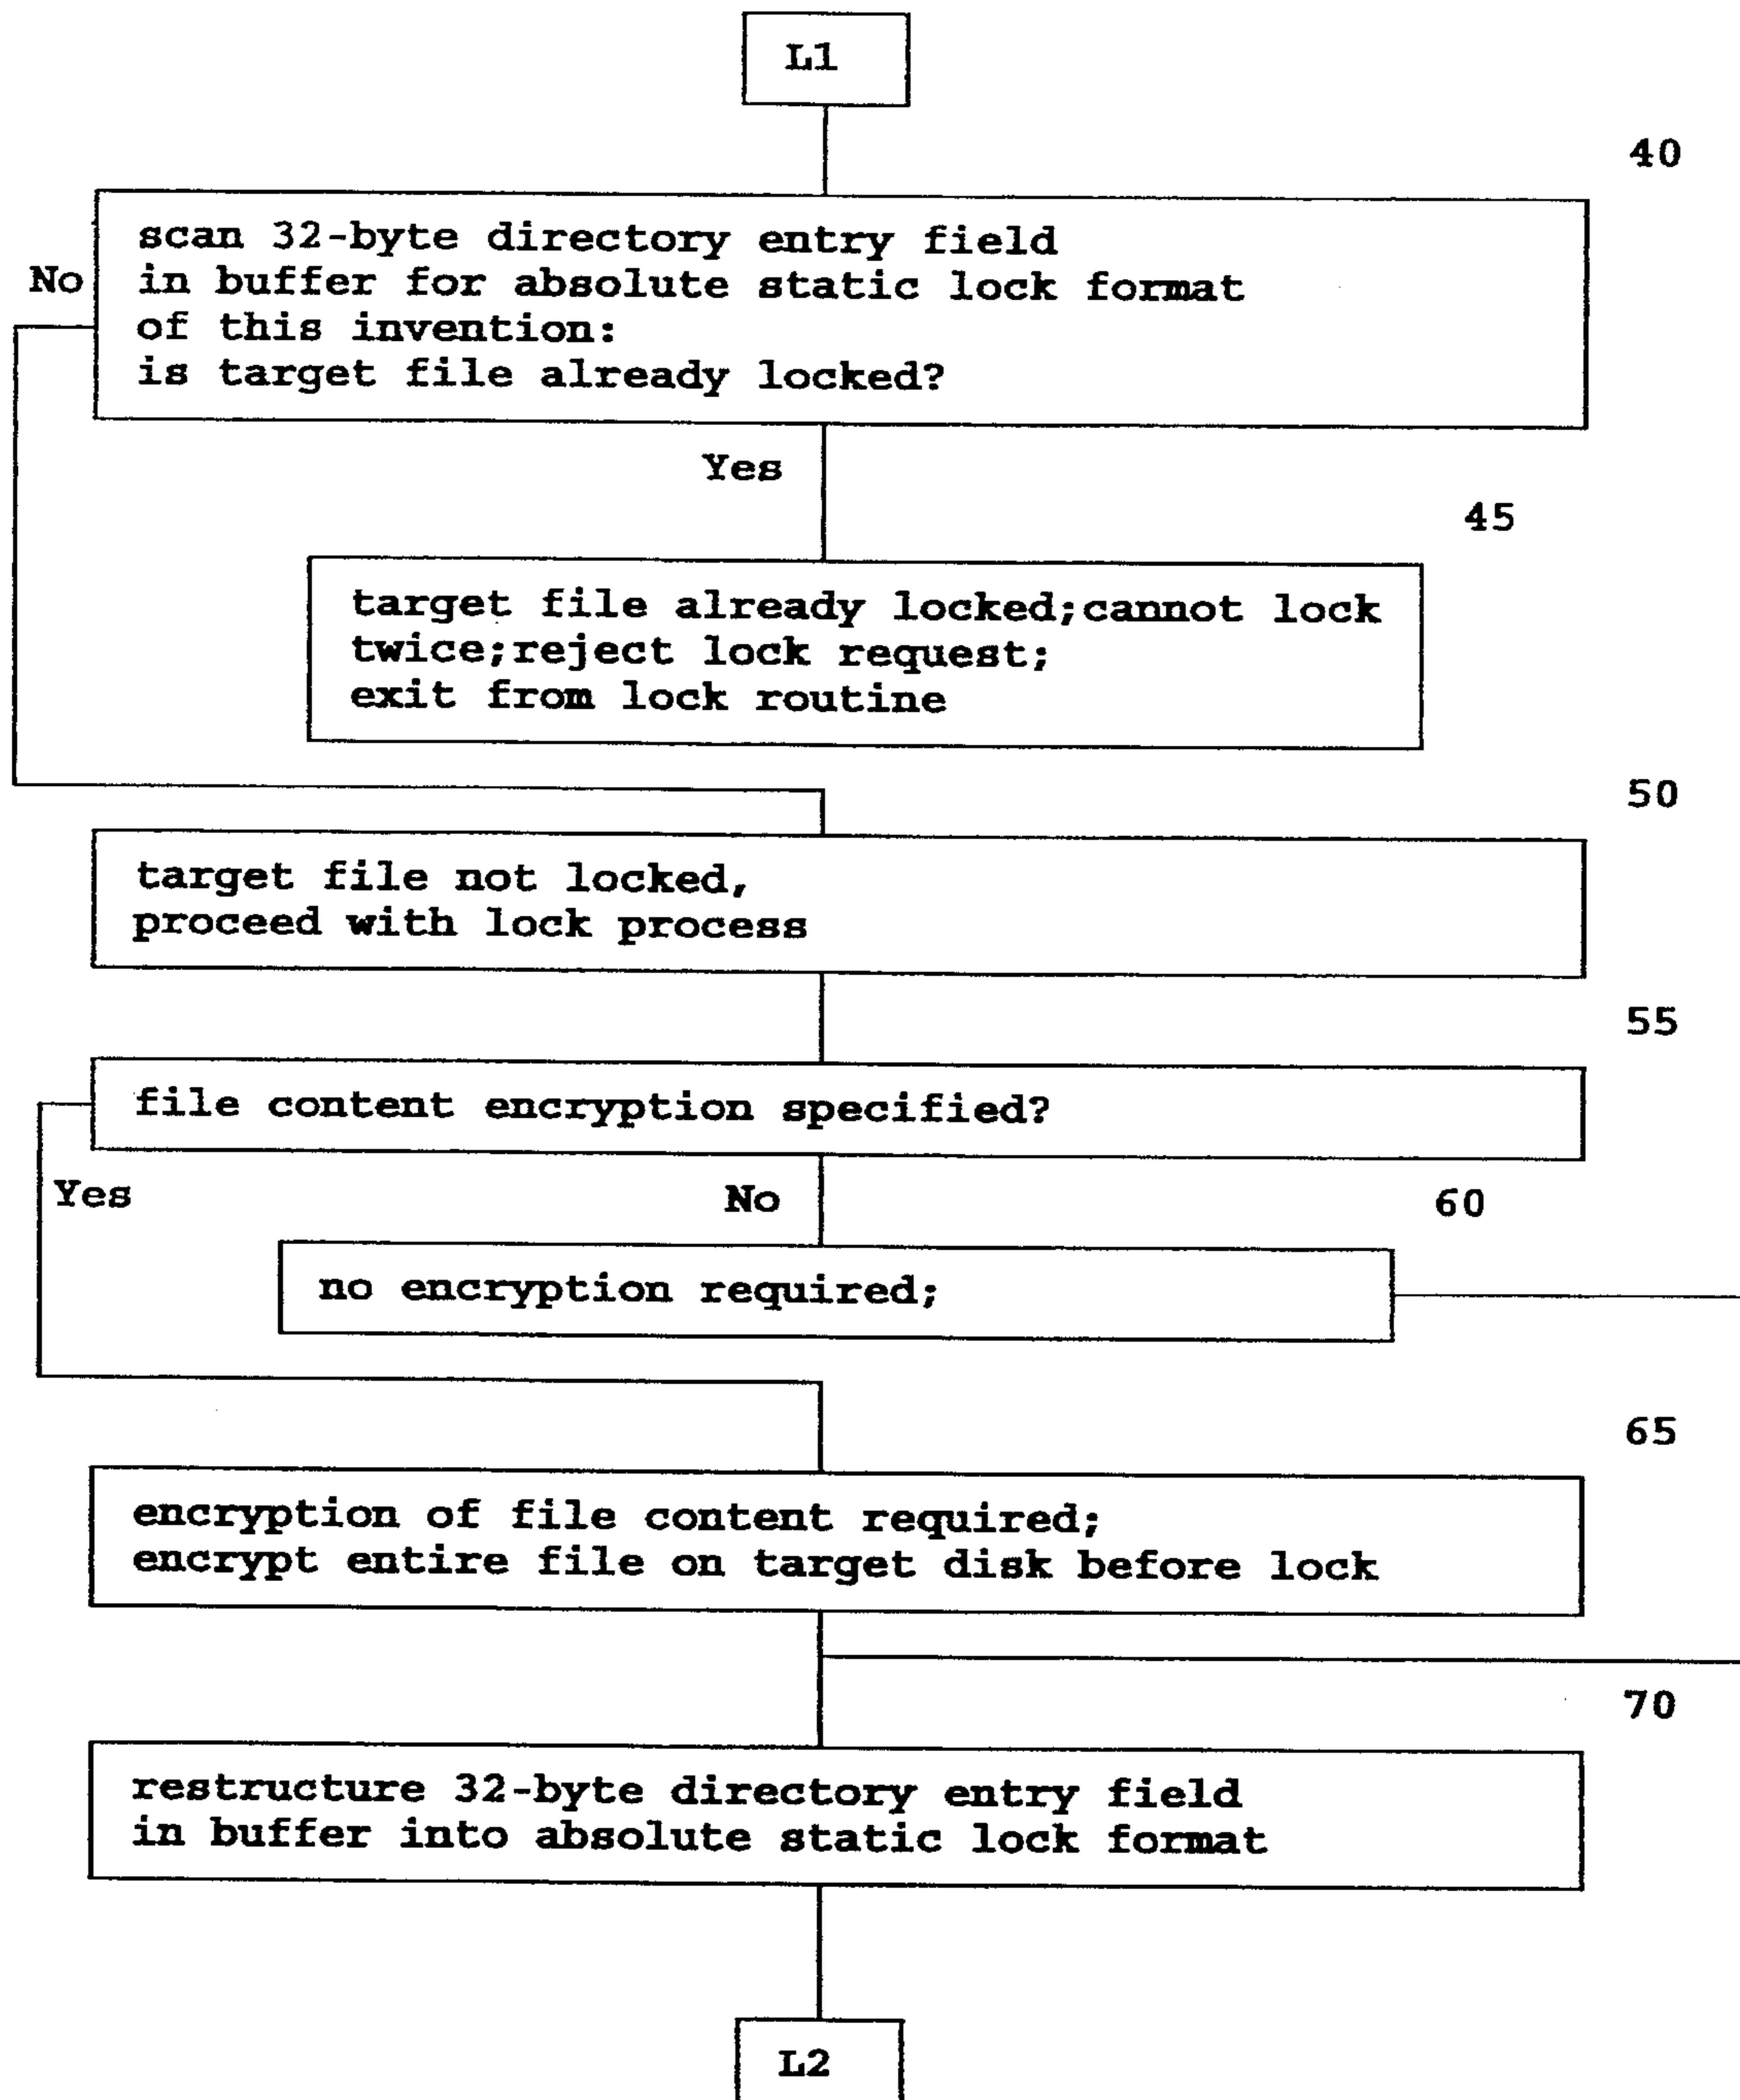 L1
40
No
scan 32-byte directory entry field
in buffer for absolute static lock format
of this invention:
is target file already locked?
Yes
45
target file already locked;cannot lock
twice;reject lock request;
exit from lock routine
50
target file not locked,
proceed with lock process
55
file content encryption specified?
Yes
No
60
no encryption required;
65
encryption of file content required;
encrypt entire file on target disk before lock
70
restructure 32-byte directory entry field
in buffer into absolute static lock format
L2